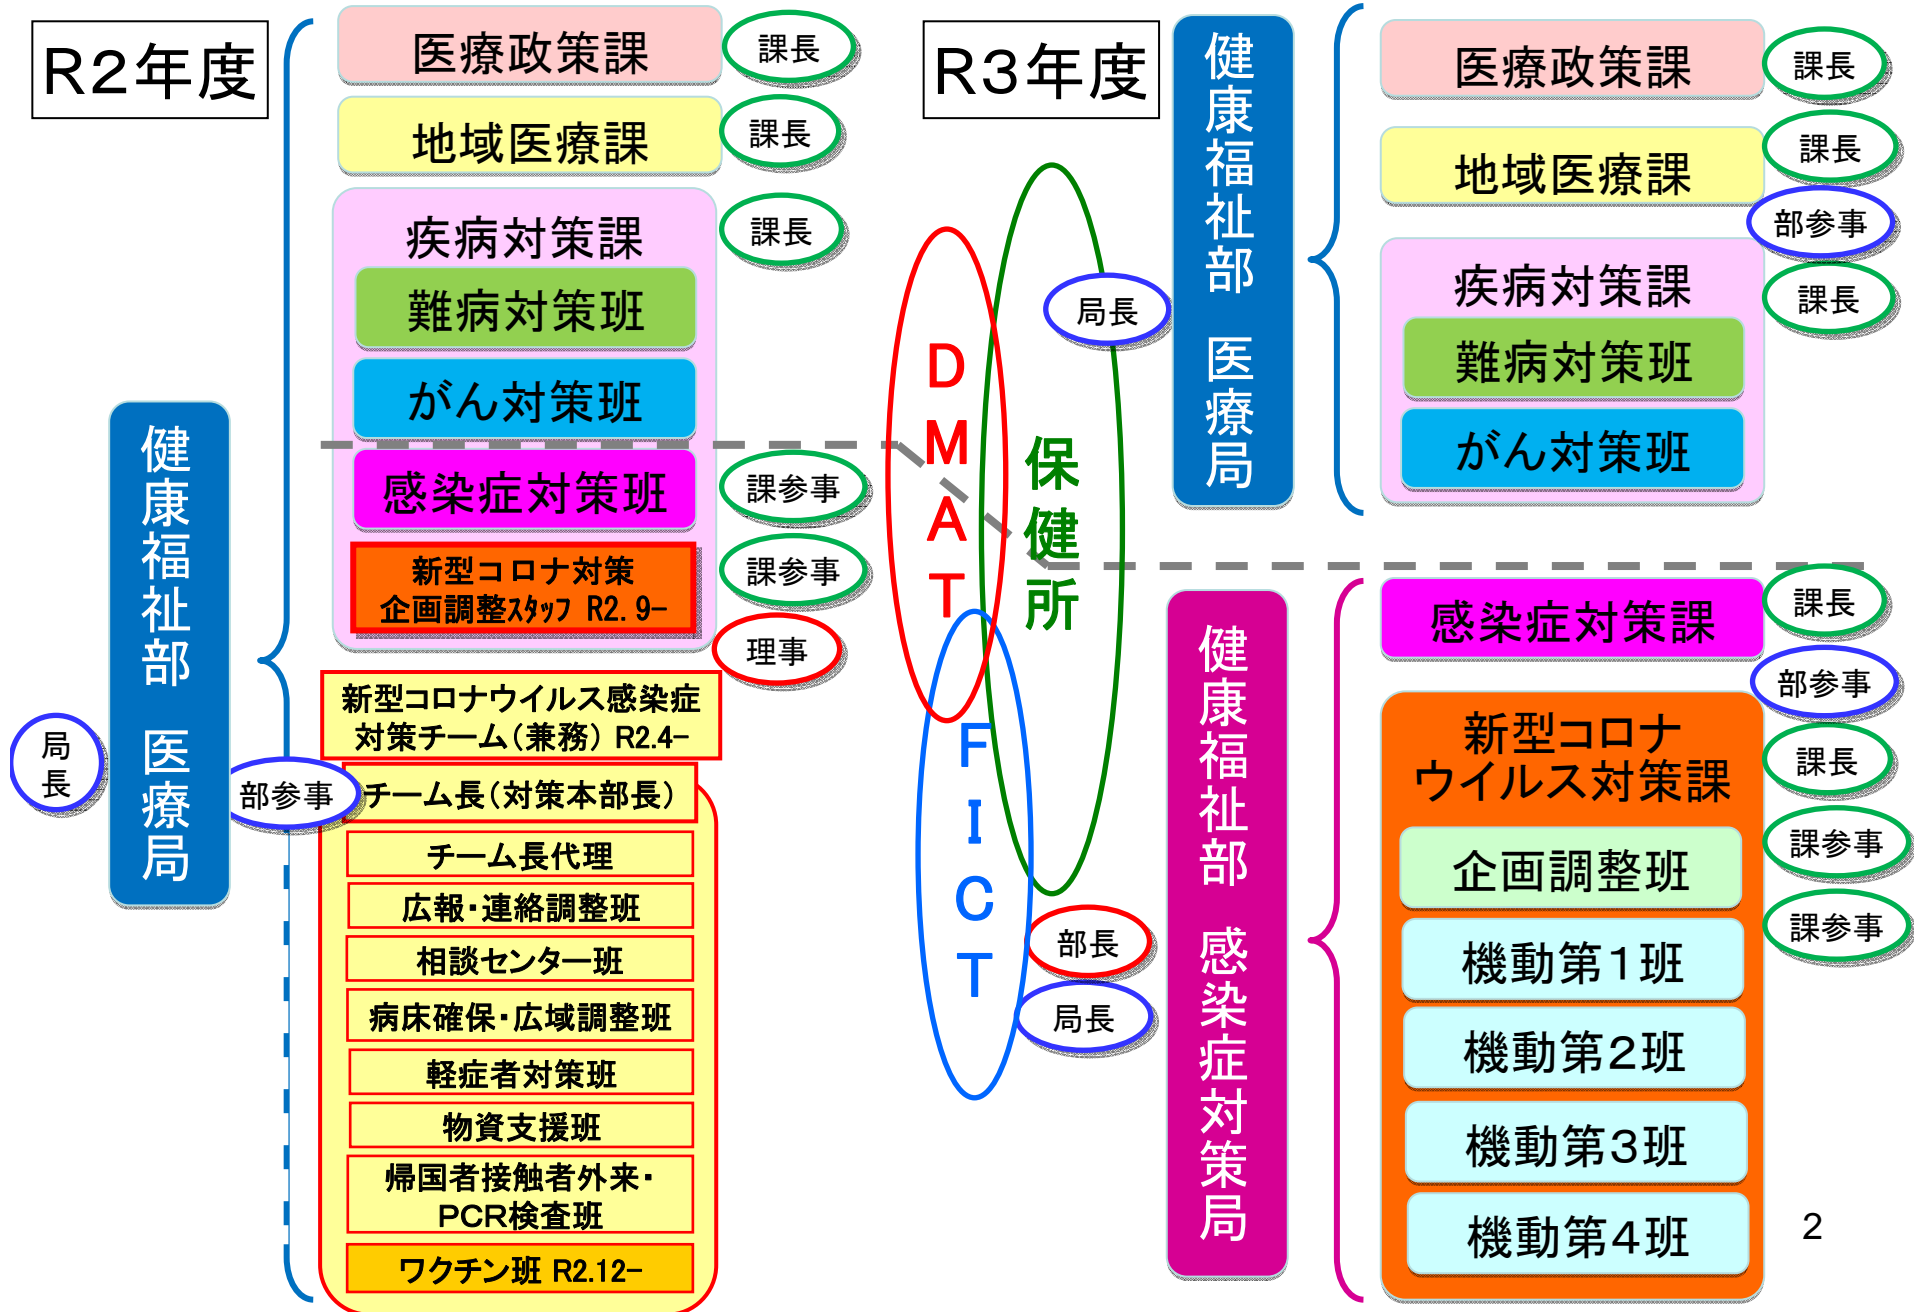 R2年度
医療政策課
課長
地域医療課
課長
疾病対策課
課長
難病対策班
がん対策班
感染症対策班
課参事
新型コロナ対策
企画調整スタッフ R2.9-
課参事
理事
健康福祉部 医療局
局長
部参事
新型コロナウイルス感染症
対策チーム(兼務) R2.4-
チーム長(対策本部長)
チーム長代理
広報・連絡調整班
相談センター班
病床確保・広域調整班
軽症者対策班
物資支援班
帰国者接触者外来・
PCR検査班
ワクチン班 R2.12-
DMAT
保健所
FICT
R3年度
健康福祉部 医療局
局長
医療政策課
課長
地域医療課
課長
部参事
疾病対策課
課長
難病対策班
がん対策班
健康福祉部 感染症対策局
部長
局長
感染症対策課
課長
部参事
新型コロナ
ウイルス対策課
課長
課参事
企画調整班
課参事
機動第1班
機動第2班
機動第3班
機動第4班
2